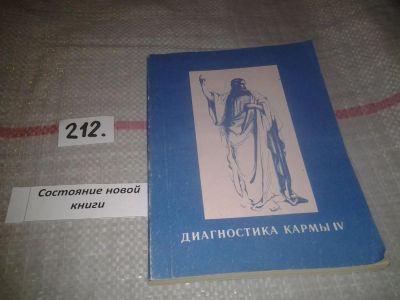 212.
Состояние новой
книги
ДИАГНОСТИКА КАРМЫ IV